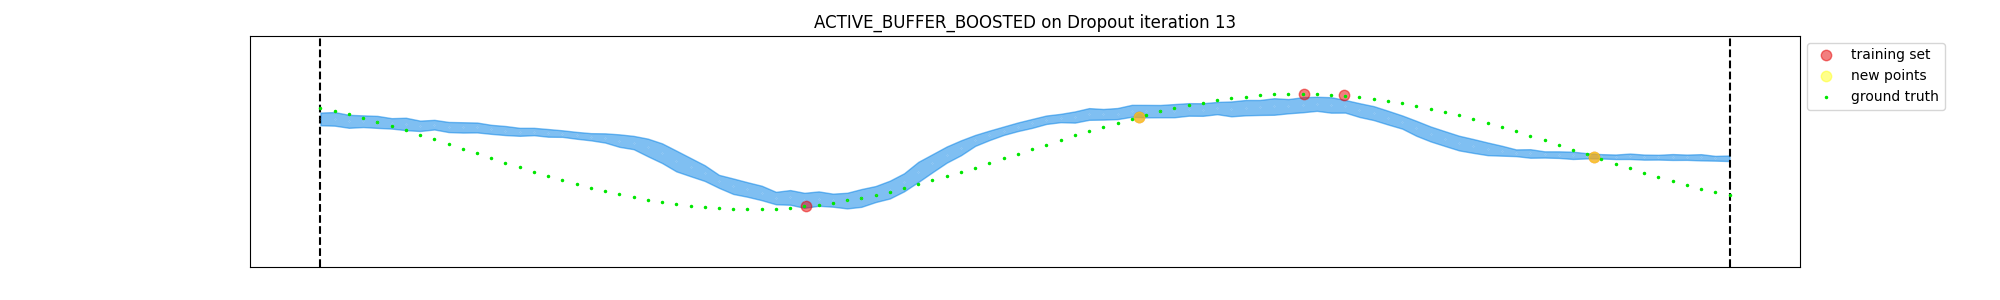 ACTIVE_BUFFER_BOOSTED on Dropout iteration 13
training set
new points
ground truth